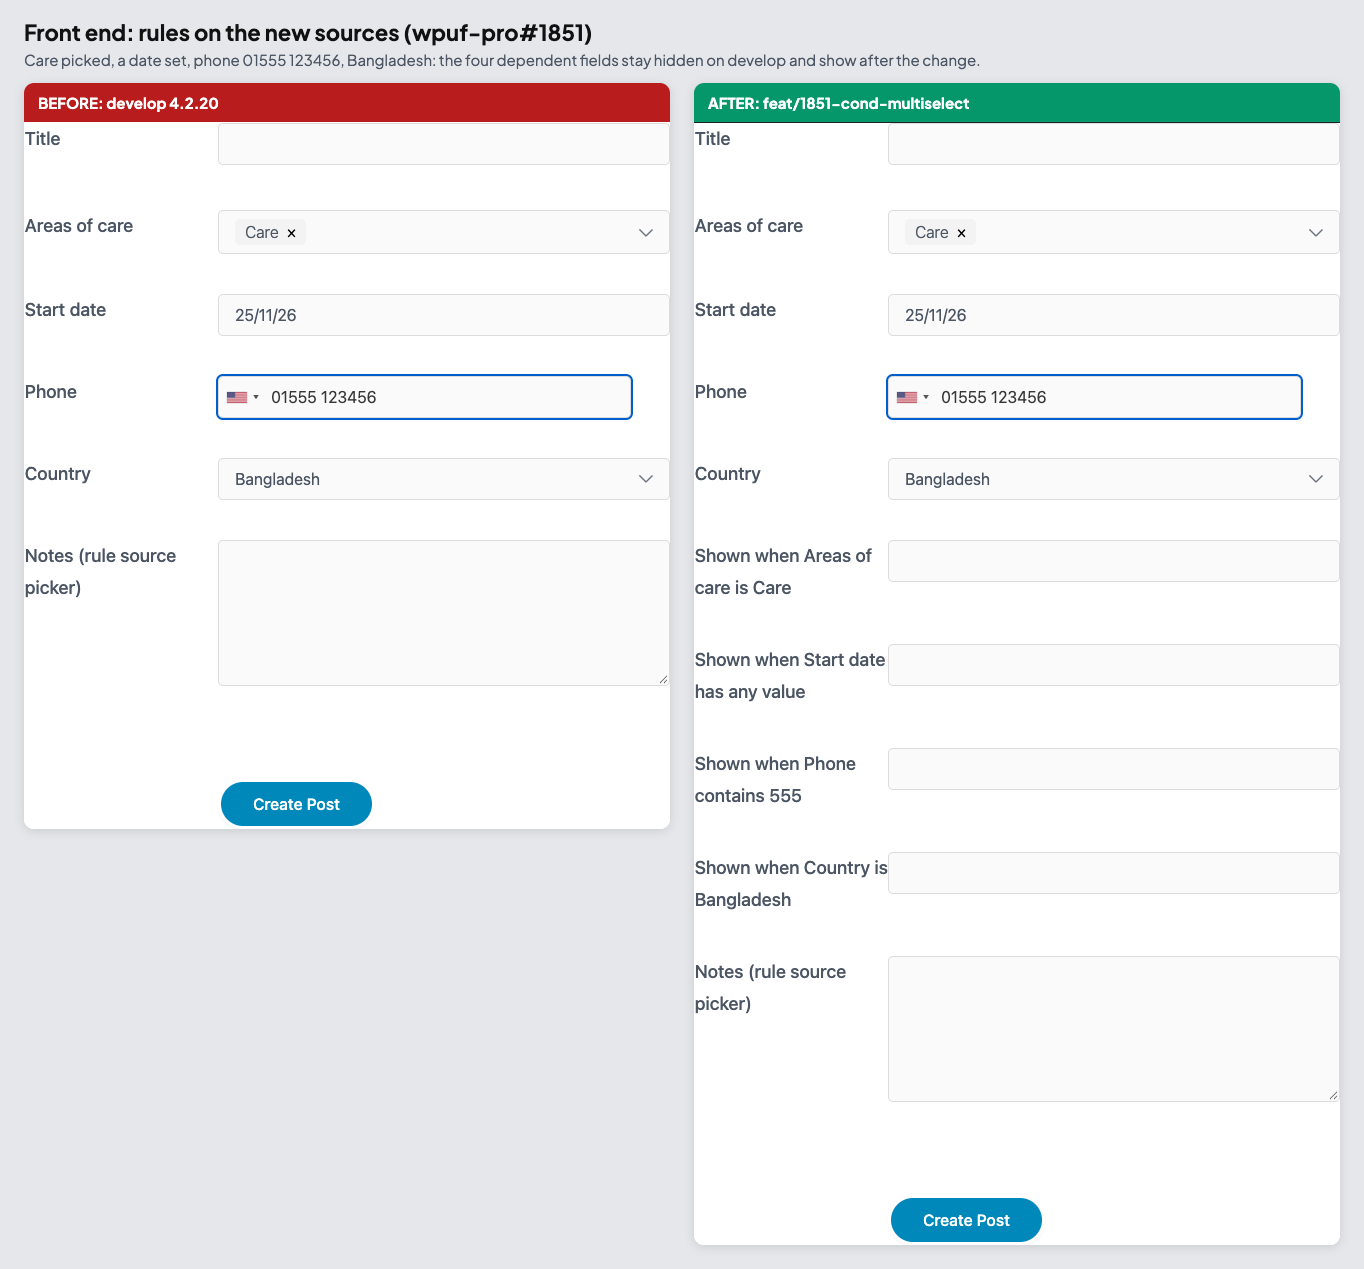 Front end: rules on the new sources (wpuf-pro#1851)
Care picked, a date set, phone 01555 123456, Bangladesh: the four dependent fields stay hidden on develop and show after the change.
BEFORE: develop 4.2.20
Title
Areas of care
Care ×
Start date
25/11/26
Phone
01555 123456
Country
Bangladesh
Notes (rule source
picker)
Create Post
AFTER: feat/1851-cond-multiselect
Title
Areas of care
Care ×
Start date
25/11/26
Phone
01555 123456
Country
Bangladesh
Shown when Areas of
care is Care
Shown when Start date
has any value
Shown when Phone
contains 555
Shown when Country is
Bangladesh
Notes (rule source
picker)
Create Post